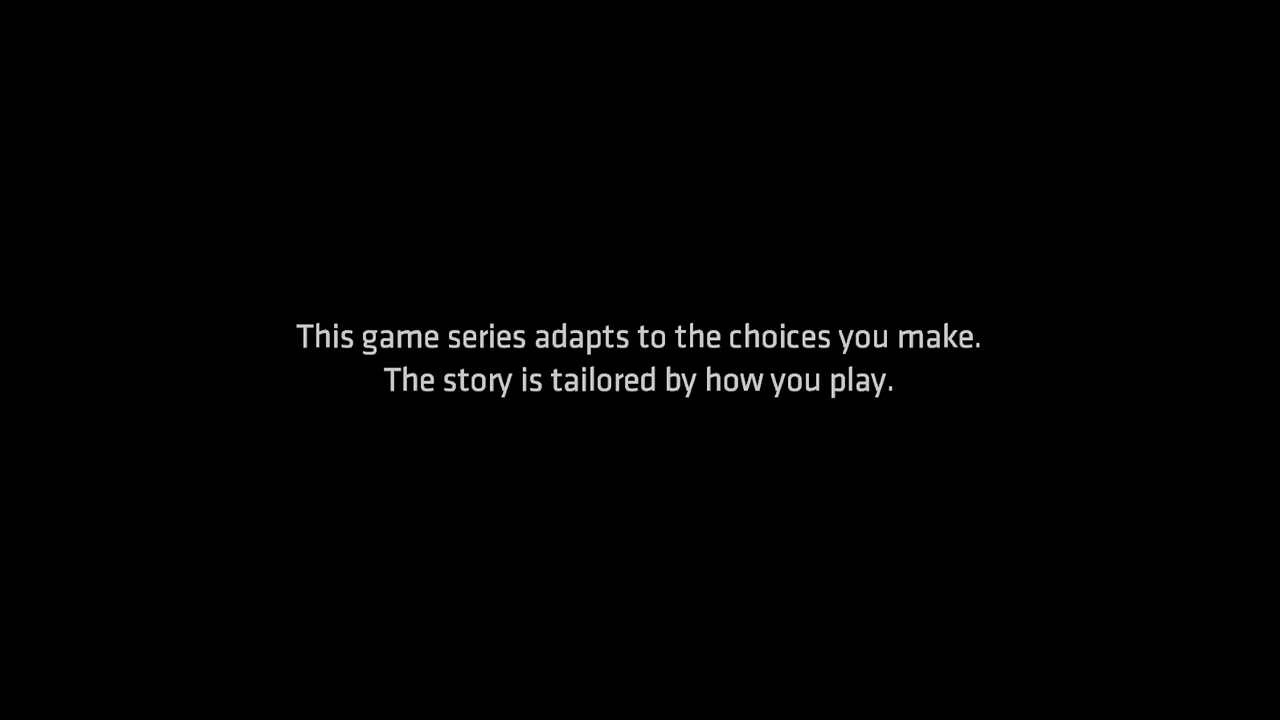 This game series adapts to the choices you make.
The story is tailored by how you play.